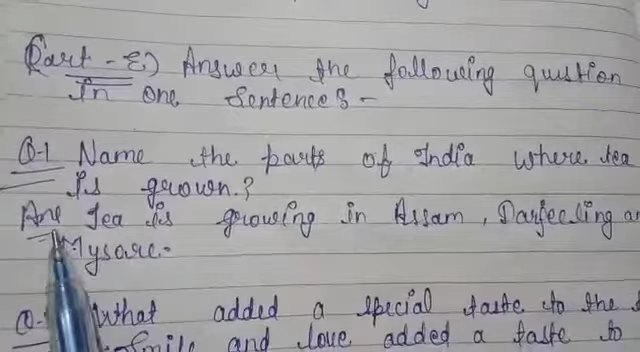 (Part - E) Answer the following question
In one Sentences -
Q-1 Name the parts of India where tea
is grown.?
Ans Tea is growing in Assam, Darjeeling an
Mysore.-
Q. What added a special taste to the
Smile and love added a taste to